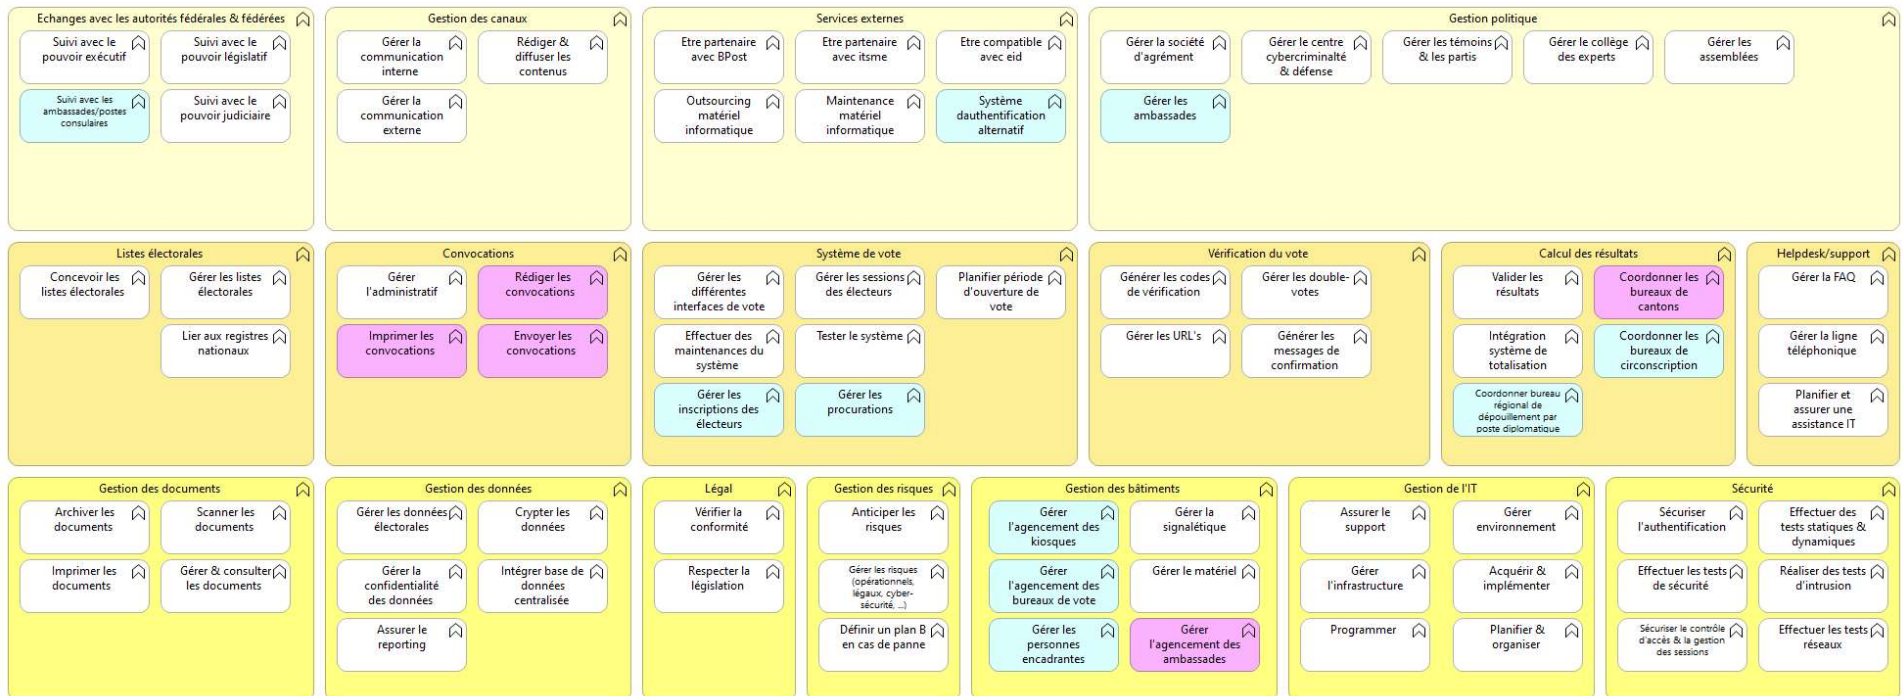 Echanges avec les autorités fédérales & fédérées
Suivi avec le
pouvoir exécutif
Suivi avec le
pouvoir législatif
Suivi avec les
ambassades/postes
consulaires
Suivi avec le
pouvoir judiciaire
Gestion des canaux
Gérer la
communication
interne
Rédiger &
diffuser les
contenus
Gérer la
communication
externe
Services externes
Etre partenaire
avec BPost
Etre partenaire
avec itsme
Etre compatible
avec eid
Outsourcing
matériel
informatique
Maintenance
matériel
informatique
Système
dauthentification
alternatif
Gestion politique
Gérer la société
d'agrément
Gérer le centre
cybercriminalté
& défense
Gérer les témoins
& les partis
Gérer le collège
des experts
Gérer les
assemblées
Gérer les
ambassades
Listes électorales
Concevoir les
listes électorales
Gérer les listes
électorales
Lier aux registres
nationaux
Convocations
Gérer
l'administratif
Rédiger les
convocations
Imprimer les
convocations
Envoyer les
convocations
Système de vote
Gérer les
différentes
interfaces de vote
Gérer les sessions
des électeurs
Planifier période
d'ouverture de
vote
Effectuer des
maintenances du
système
Tester le système
Gérer les
inscriptions des
électeurs
Gérer les
procurations
Vérification du vote
Générer les codes
de vérification
Gérer les double-
votes
Gérer les URL's
Générer les
messages de
confirmation
Calcul des résultats
Valider les
résultats
Coordonner les
bureaux de
cantons
Intégration
système de
totalisation
Coordonner les
bureaux de
circonscription
Coordonner bureau
régional de
dépouillement par
poste diplomatique
Helpdesk/support
Gérer la FAQ
Gérer la ligne
téléphonique
Planifier et
assurer une
assistance IT
Gestion des documents
Archiver les
documents
Scanner les
documents
Imprimer les
documents
Gérer & consulter
les documents
Gestion des données
Gérer les données
électorales
Crypter les
données
Gérer la
confidentialité
des données
Intégrer base de
données
centralisée
Assurer le
reporting
Légal
Vérifier la
conformité
Respecter la
législation
Gestion des risques
Anticiper les
risques
Gérer les risques
(opérationnels,
légaux, cyber-
sécurité, ...)
Définir un plan B
en cas de panne
Gestion des bâtiments
Gérer
l'agencement des
kiosques
Gérer la
signalétique
Gérer
l'agencement des
bureaux de vote
Gérer le matériel
Gérer les
personnes
encadrantes
Gérer
l'agencement des
ambassades
Gestion de l'IT
Assurer le
support
Gérer
environnement
Gérer
l'infrastructure
Acquérir &
implémenter
Programmer
Planifier &
organiser
Sécurité
Sécuriser
l'authentification
Effectuer des
tests statiques &
dynamiques
Effectuer les tests
de sécurité
Réaliser des tests
d'intrusion
Sécuriser le contrôle
d'accès & la gestion
des sessions
Effectuer les tests
réseaux